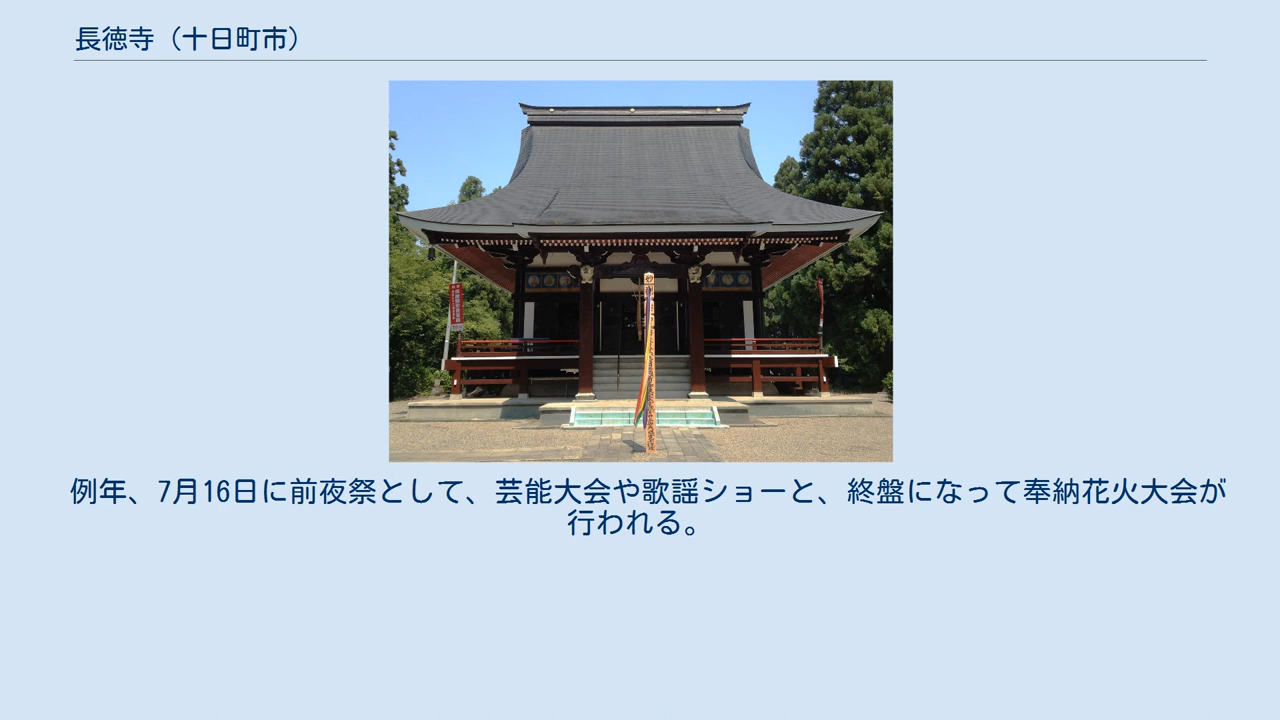 長徳寺（十日町市）
例年、7月16日に前夜祭として、芸能大会や歌謡ショーと、終盤になって奉納花火大会が
行われる。